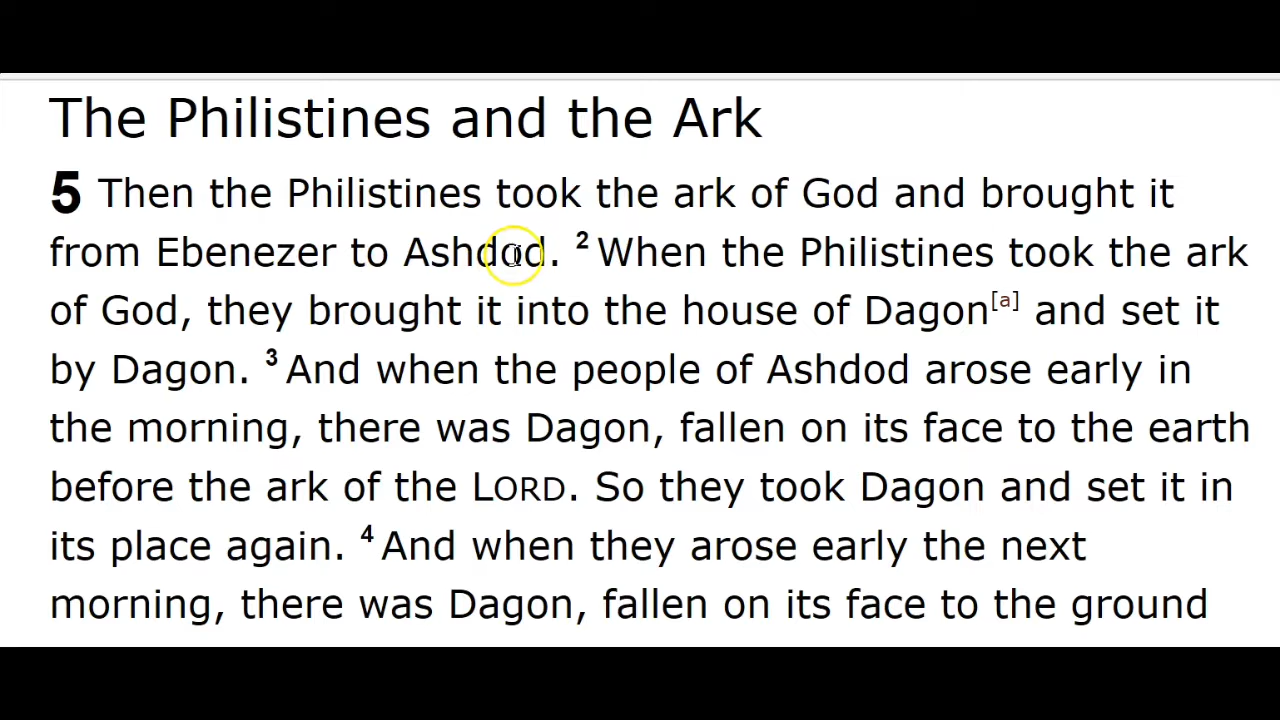 The Philistines and the Ark
5 Then the Philistines took the ark of God and brought it
from Ebenezer to Ashdod. 2 When the Philistines took the ark
of God, they brought it into the house of Dagon[a] and set it
by Dagon. 3 And when the people of Ashdod arose early in
the morning, there was Dagon, fallen on its face to the earth
before the ark of the LORD. So they took Dagon and set it in
its place again. 4 And when they arose early the next
morning, there was Dagon, fallen on its face to the ground